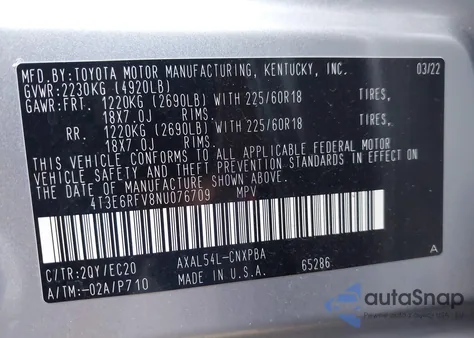 MFD.BY:TOYOTA MOTOR MANUFACTURING, KENTUCKY, INC. 03/22
GVWR:2230KG (4920LB)
GAWR:FRT. 1220KG (2690LB) WITH 225/60R18 TIRES,
18X7.0J RIMS.
RR. 1220KG (2690LB) WITH 225/60R18 TIRES,
18X7.0J RIMS.
THIS VEHICLE CONFORMS TO ALL APPLICABLE FEDERAL MOTOR
VEHICLE SAFETY AND THEFT PREVENTION STANDARDS IN EFFECT
ON THE DATE OF MANUFACTURE SHOWN ABOVE.
4T3E6RFV8NU076709 MPV
C/TR:2QY/EC20 AXAL54L-CNXPBA A
A/TM:-02A/P710 65286
autoSnap